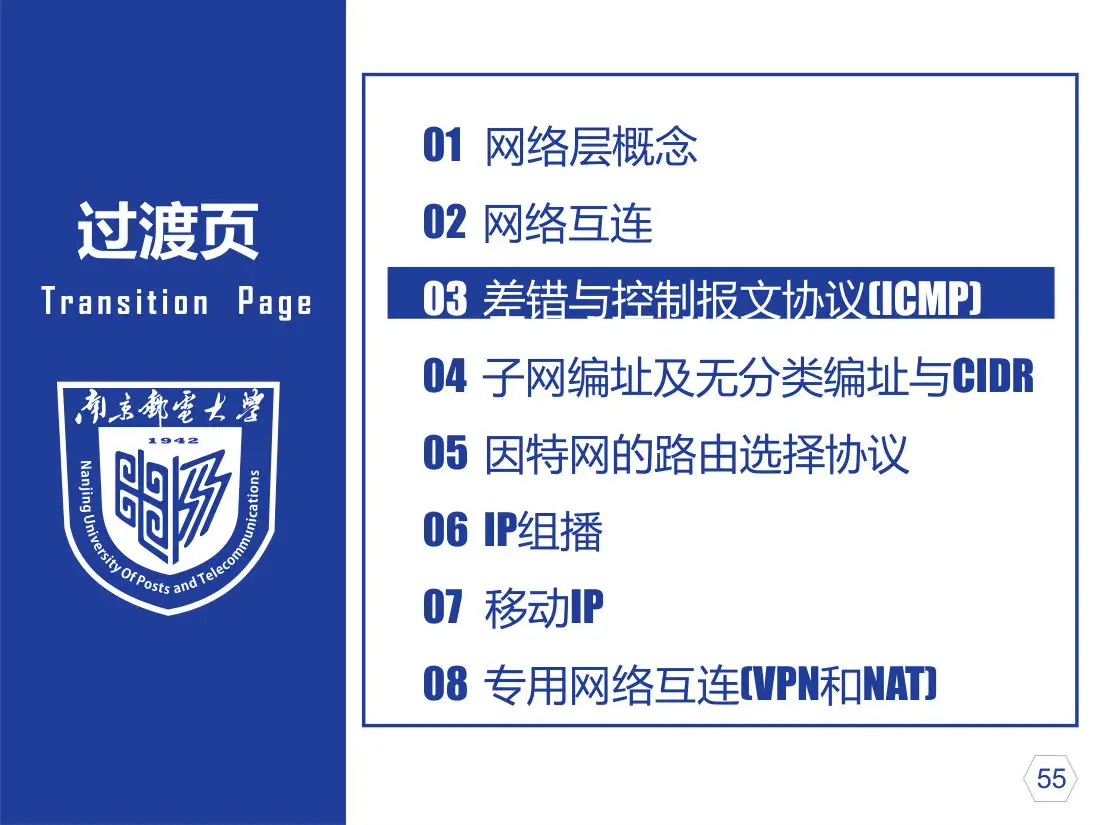 过渡页
Transition Page
南京邮电大学
1942
Nanjing University Of Posts and Telecommunications
01 网络层概念
02 网络互连
03 差错与控制报文协议(ICMP)
04 子网编址及无分类编址与CIDR
05 因特网的路由选择协议
06 IP组播
07 移动IP
08 专用网络互连(VPN和NAT)
55